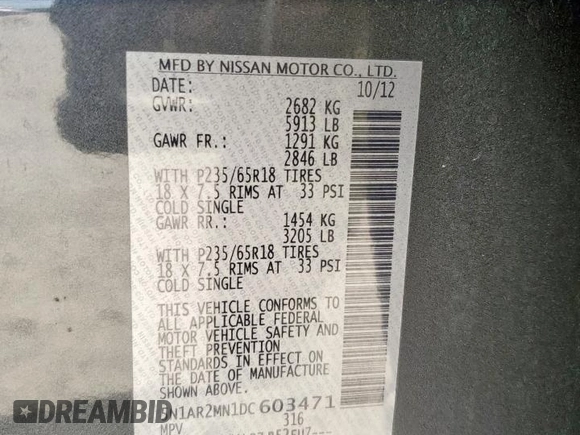 MFD BY NISSAN MOTOR CO., LTD.
DATE: 10/12
GVWR: 2682 KG
5913 LB
GAWR FR.: 1291 KG
2846 LB
WITH P235/65R18 TIRES
18 X 7.5 RIMS AT 33 PSI
COLD SINGLE
GAWR RR.: 1454 KG
3205 LB
WITH P235/65R18 TIRES
18 X 7.5 RIMS AT 33 PSI
COLD SINGLE
THIS VEHICLE CONFORMS TO
ALL APPLICABLE FEDERAL
MOTOR VEHICLE SAFETY AND
THEFT PREVENTION
STANDARDS IN EFFECT ON
THE DATE OF MANUFACTURE
SHOWN ABOVE.
N1AR2MN1DC603471
MPV 316
DREAMBID
DREAMBID